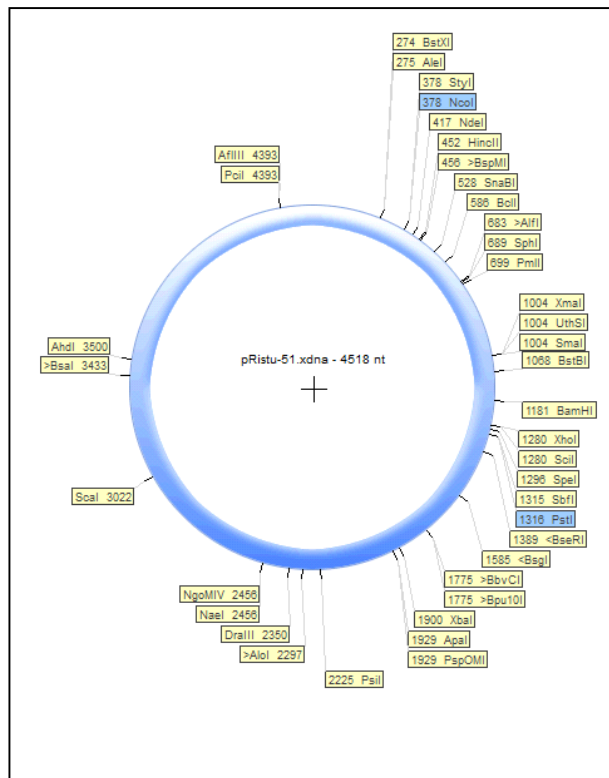 274 BstXI
275 AleI
378 StyI
378 NcoI
417 NdeI
452 HincII
456 >BspMI
528 SnaBI
586 BclI
683 >AlfI
689 SphI
699 PmlI
1004 XmaI
1004 UthSI
1004 SmaI
1068 BstBI
1181 BamHI
1280 XhoI
1280 SciI
1296 SpeI
1315 SbfI
1316 PstI
1389 <BseRI
1585 <BsgI
1775 >BbvCI
1775 >Bpu10I
1900 XbaI
1929 ApaI
1929 PspOMI
2225 PsiI
>AloI 2297
DraIII 2350
NaeI 2456
NgoMIV 2456
ScaI 3022
>BsaI 3433
AhdI 3500
PciI 4393
AflIII 4393
pRistu-51.xdna - 4518 nt